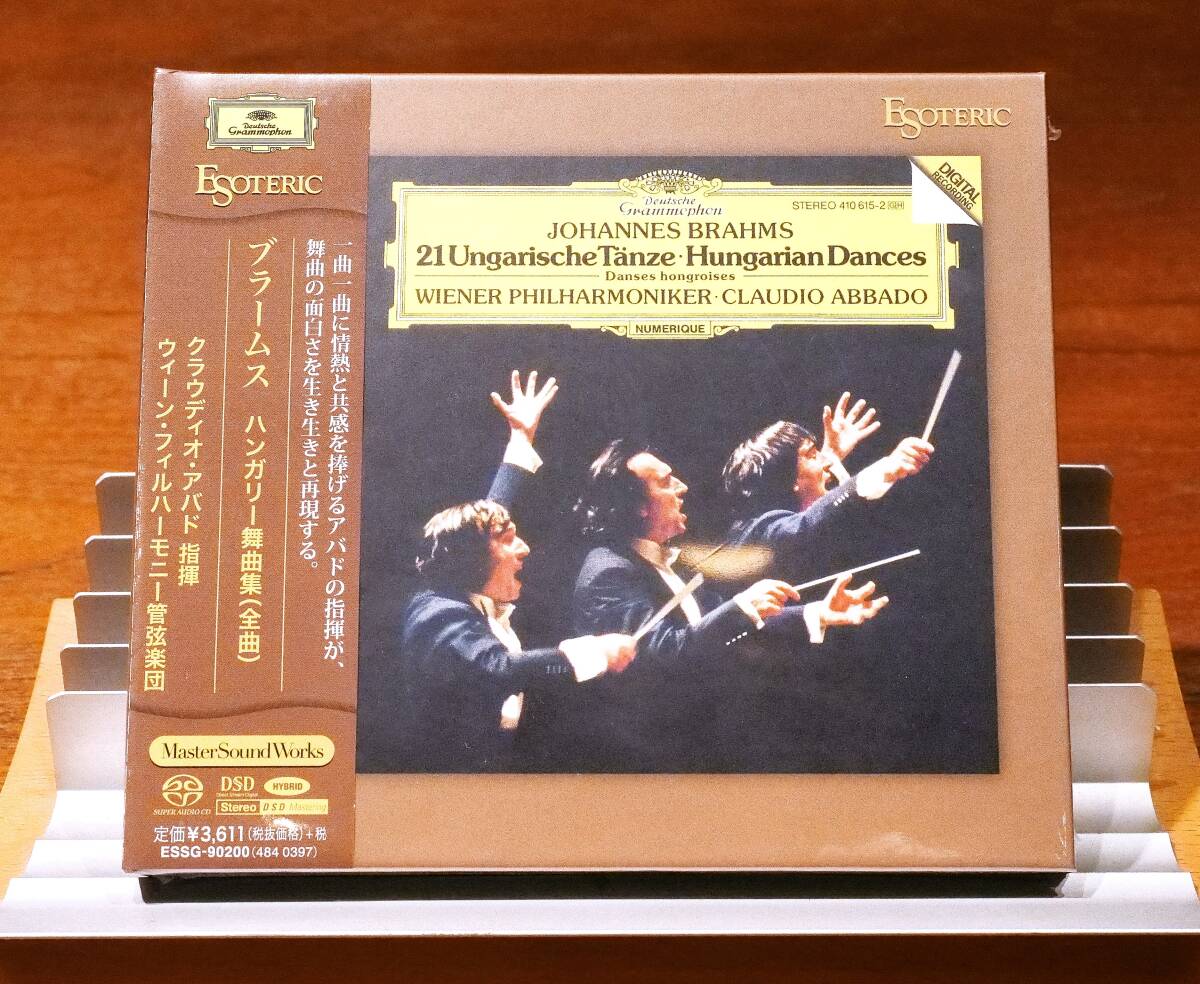 Deutsche
Grammophon
ESOTERIC
一曲一曲に情熱と共感を捧げるアバドの指揮が、
舞曲の面白さを生き生きと再現する。
ブラームス ハンガリー舞曲集(全曲)
クラウディオ・アバド 指揮
ウィーン・フィルハーモニー管弦楽団
MasterSoundWorks
SUPER AUDIO CD
DSD
Direct Stream Digital
HYBRID
Stereo DSD Mastering
定価¥3,611(税抜価格)+税
ESSG-90200(484 0397)
ESOTERIC
DIGITAL
RECORDING
Deutsche
Grammophon
STEREO 410 615-2 GH
JOHANNES BRAHMS
21 Ungarische Tänze · Hungarian Dances
Danses hongroises
WIENER PHILHARMONIKER · CLAUDIO ABBADO
NUMERIQUE